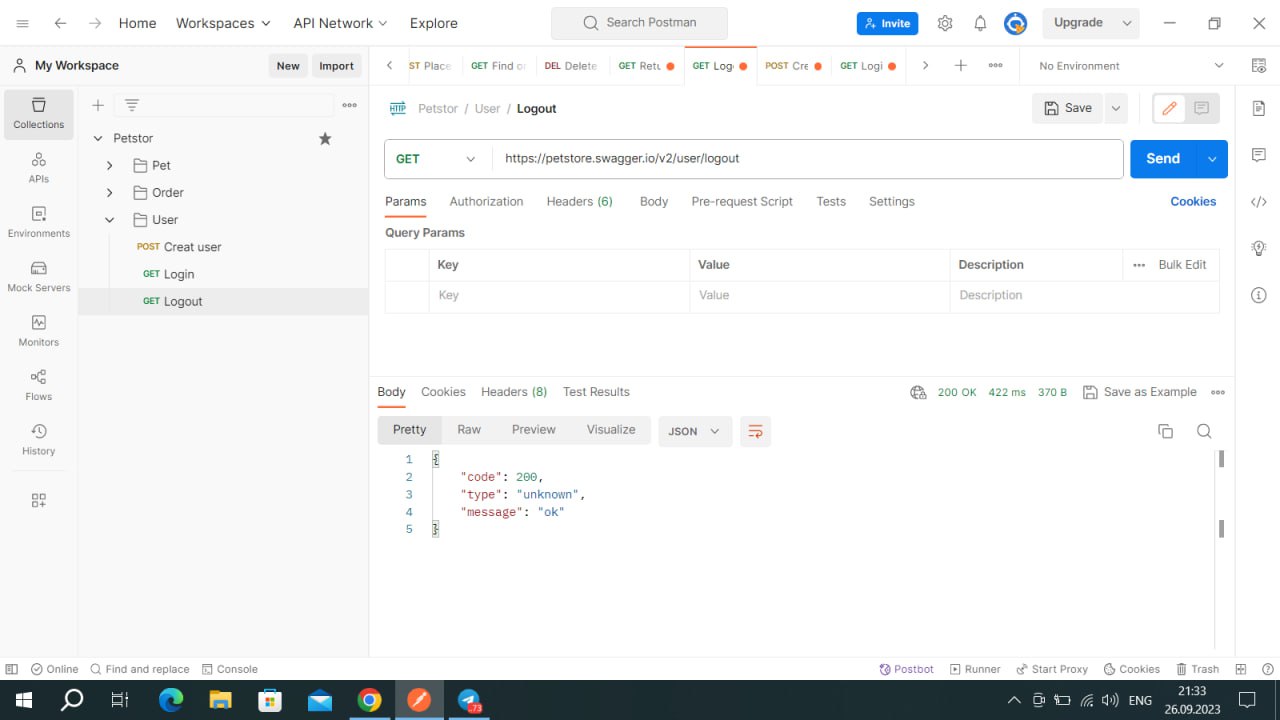 Home Workspaces API Network Explore Search Postman Invite Upgrade
My Workspace New Import ST Place GET Find or DEL Delete GET Retu GET Logo POST Cre GET Logi No Environment
Collections
APIs
Environments
Mock Servers
Monitors
Flows
History
Petstor
Pet
Order
User
POST Creat user
GET Login
GET Logout
Petstor / User / Logout Save
GET https://petstore.swagger.io/v2/user/logout Send
Params Authorization Headers (6) Body Pre-request Script Tests Settings Cookies
Query Params
Key Value Description Bulk Edit
Key Value Description
Body Cookies Headers (8) Test Results 200 OK 422 ms 370 B Save as Example
Pretty Raw Preview Visualize JSON
1 {
2 "code": 200,
3 "type": "unknown",
4 "message": "ok"
5 }
Online Find and replace Console Postbot Runner Start Proxy Cookies Trash
73 ENG 21:33
26.09.2023